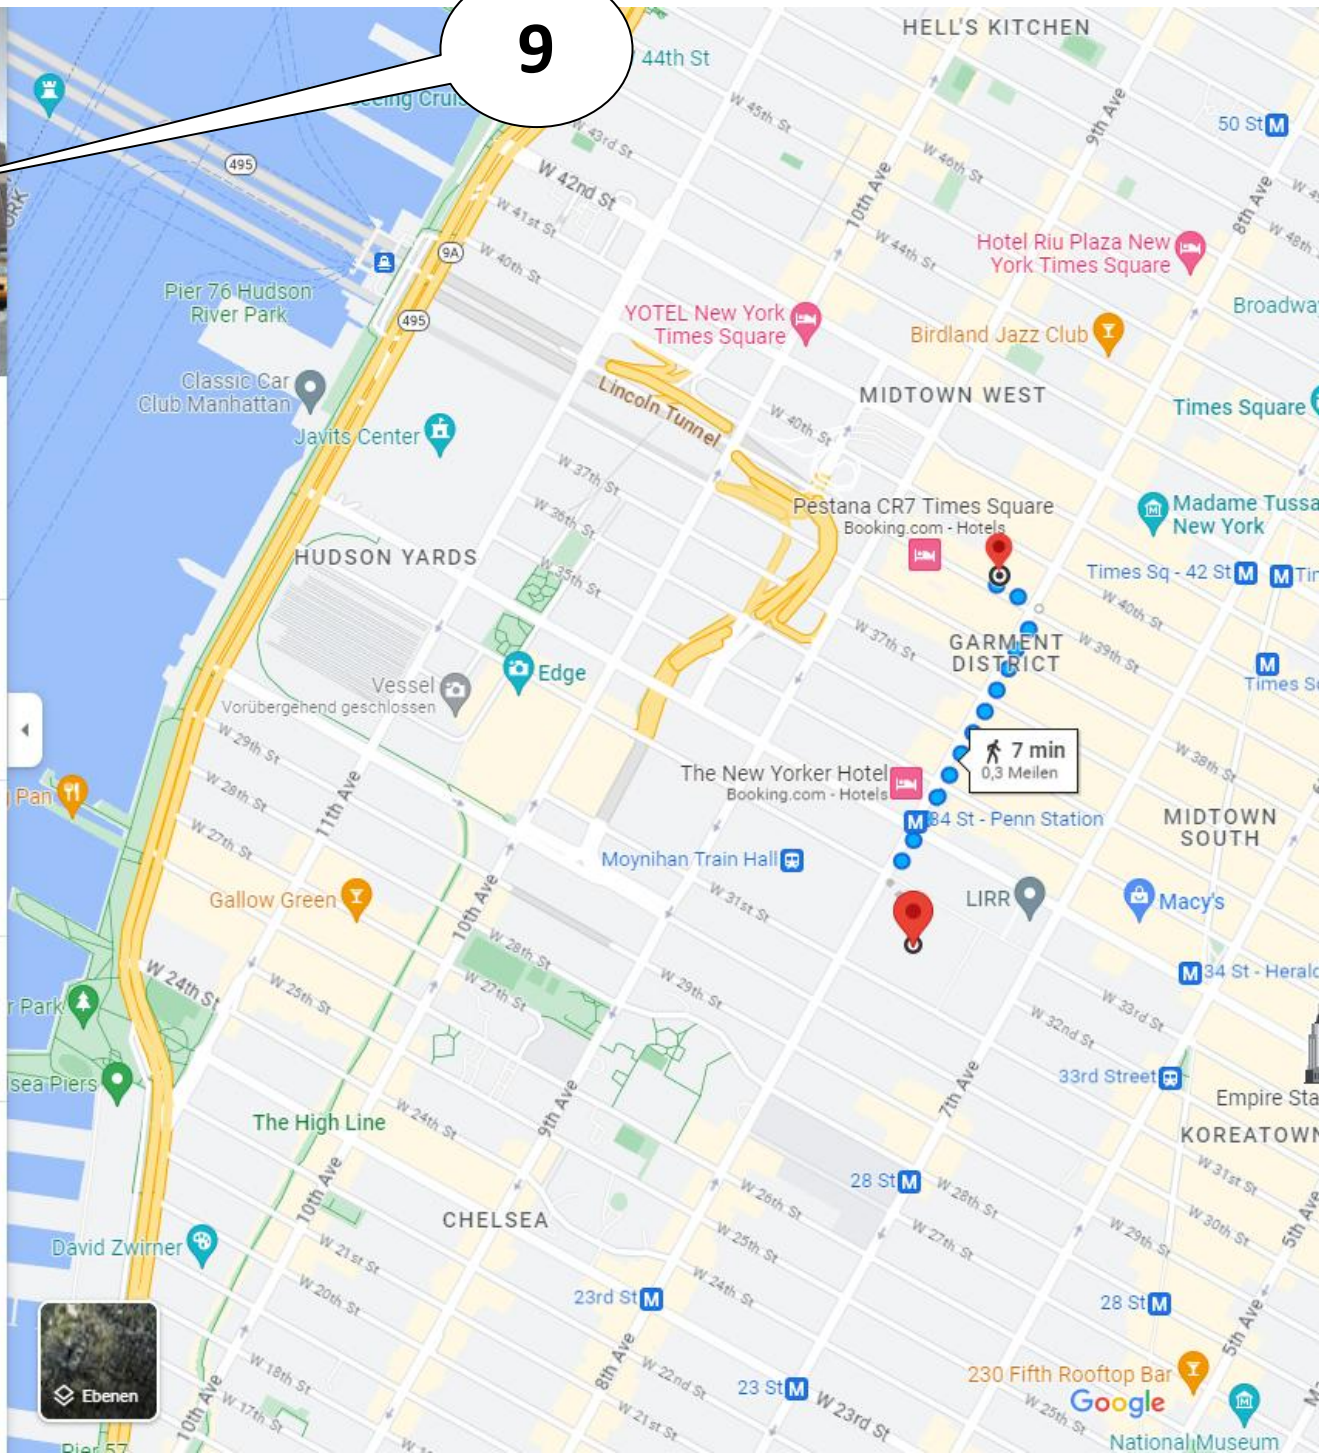 9
HELL'S KITCHEN
44th St
W 45th St
9th Ave
50 St M
W 43rd St
495
W 42nd St
W 46th St
10th Ave
8th Ave
W 41st St
W 44th St
Hotel Riu Plaza New
York Times Square
W 48th
9A
W 40th St
Pier 76 Hudson
River Park
495
YOTEL New York
Times Square
Birdland Jazz Club
Classic Car
Club Manhattan
Lincoln Tunnel
MIDTOWN WEST
Times Square
Javits Center
W 40th St
W 37th St
Pestana CR7 Times Square
Booking.com - Hotels
Madame Tussa
New York
W 36th St
HUDSON YARDS
W 35th St
Times Sq - 42 St M
M
W 40th St
W 37th St
GARMENT
DISTRICT
W 39th St
M
Edge
Vessel
Vorübergehend geschlossen
W 29th St
7 min
0,3 Meilen
W 38th St
The New Yorker Hotel
Booking.com - Hotels
W 28th St
11th Ave
Pan
M 34 St - Penn Station
MIDTOWN
SOUTH
W 27th St
Moynihan Train Hall
W 31st St
Gallow Green
LIRR
Macy's
10th Ave
W 28th St
W 24th St
W 25th St
W 27th St
W 29th St
M 34 St - Herald
W 33rd St
W 32nd St
r Park
sea Piers
33rd Street
Empire Sta
7th Ave
9th Ave
The High Line
W 24th St
KOREATOWN
W 31st St
28 St M
W 28th St
W 26th St
10th Ave
CHELSEA
W 30th St
5th Ave
W 29th St
W 27th St
W 25th St
David Zwirner
W 21st St
W 24th St
W 20th St
23rd St M
28 St M
5th Ave
8th Ave
W 22nd St
230 Fifth Rooftop Bar
W 18th St
23 St M
W 23rd St
Ebenen
Google
W 17th St
10th Ave
W 21st St
W 25th St
National Museum
Pier 57